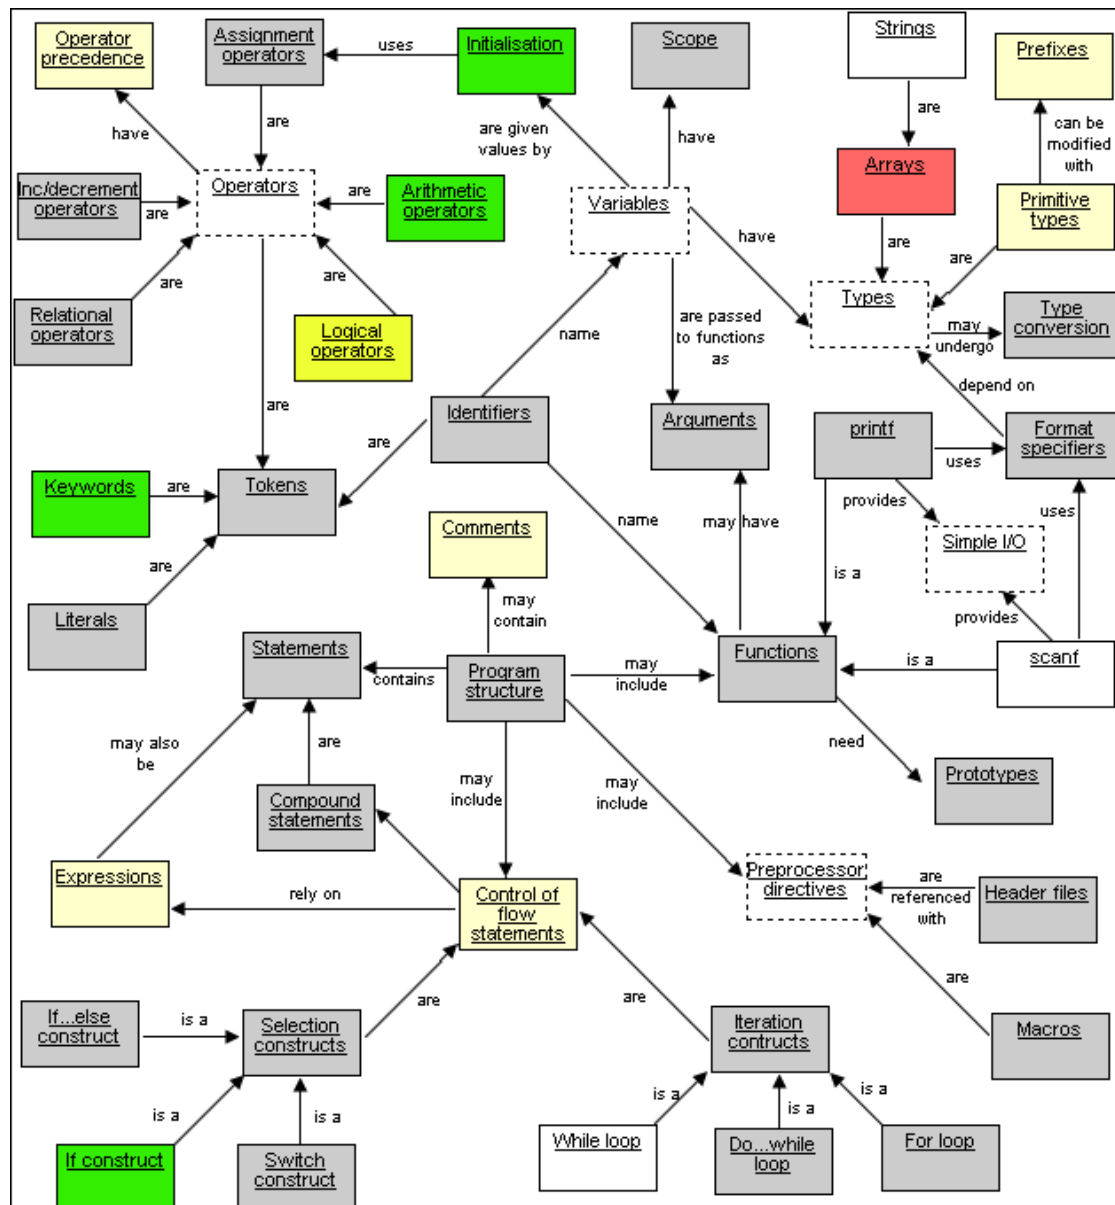 Operator
precedence
Assignment
operators
uses
Initialisation
Scope
Strings
Prefixes
are
have
are
are given
values by
have
can be
modified
with
Inc/decrement
operators
are
Operators
are
Arithmetic
operators
Variables
have
Arrays
are
Primitive
types
are
Relational
operators
are
are
Logical
operators
name
are passed
to functions
as
Types
may
undergo
Type
conversion
depend on
are
Identifiers
are
Arguments
printf
uses
Format
specifiers
Keywords
are
Tokens
Comments
name
may have
provides
uses
Simple I/O
are
Literals
may
contain
is a
provides
Statements
contains
Program
structure
may
include
Functions
is a
scanf
may also
be
are
need
Compound
statements
may
include
may
include
Prototypes
Expressions
rely on
Control of
flow
statements
Preprocessor
directives
are
referenced
with
Header files
are
are
are
If...else
construct
is a
Selection
constructs
Iteration
contructs
Macros
is a
is a
is a
is a
is a
If construct
Switch
construct
While loop
Do...while
loop
For loop